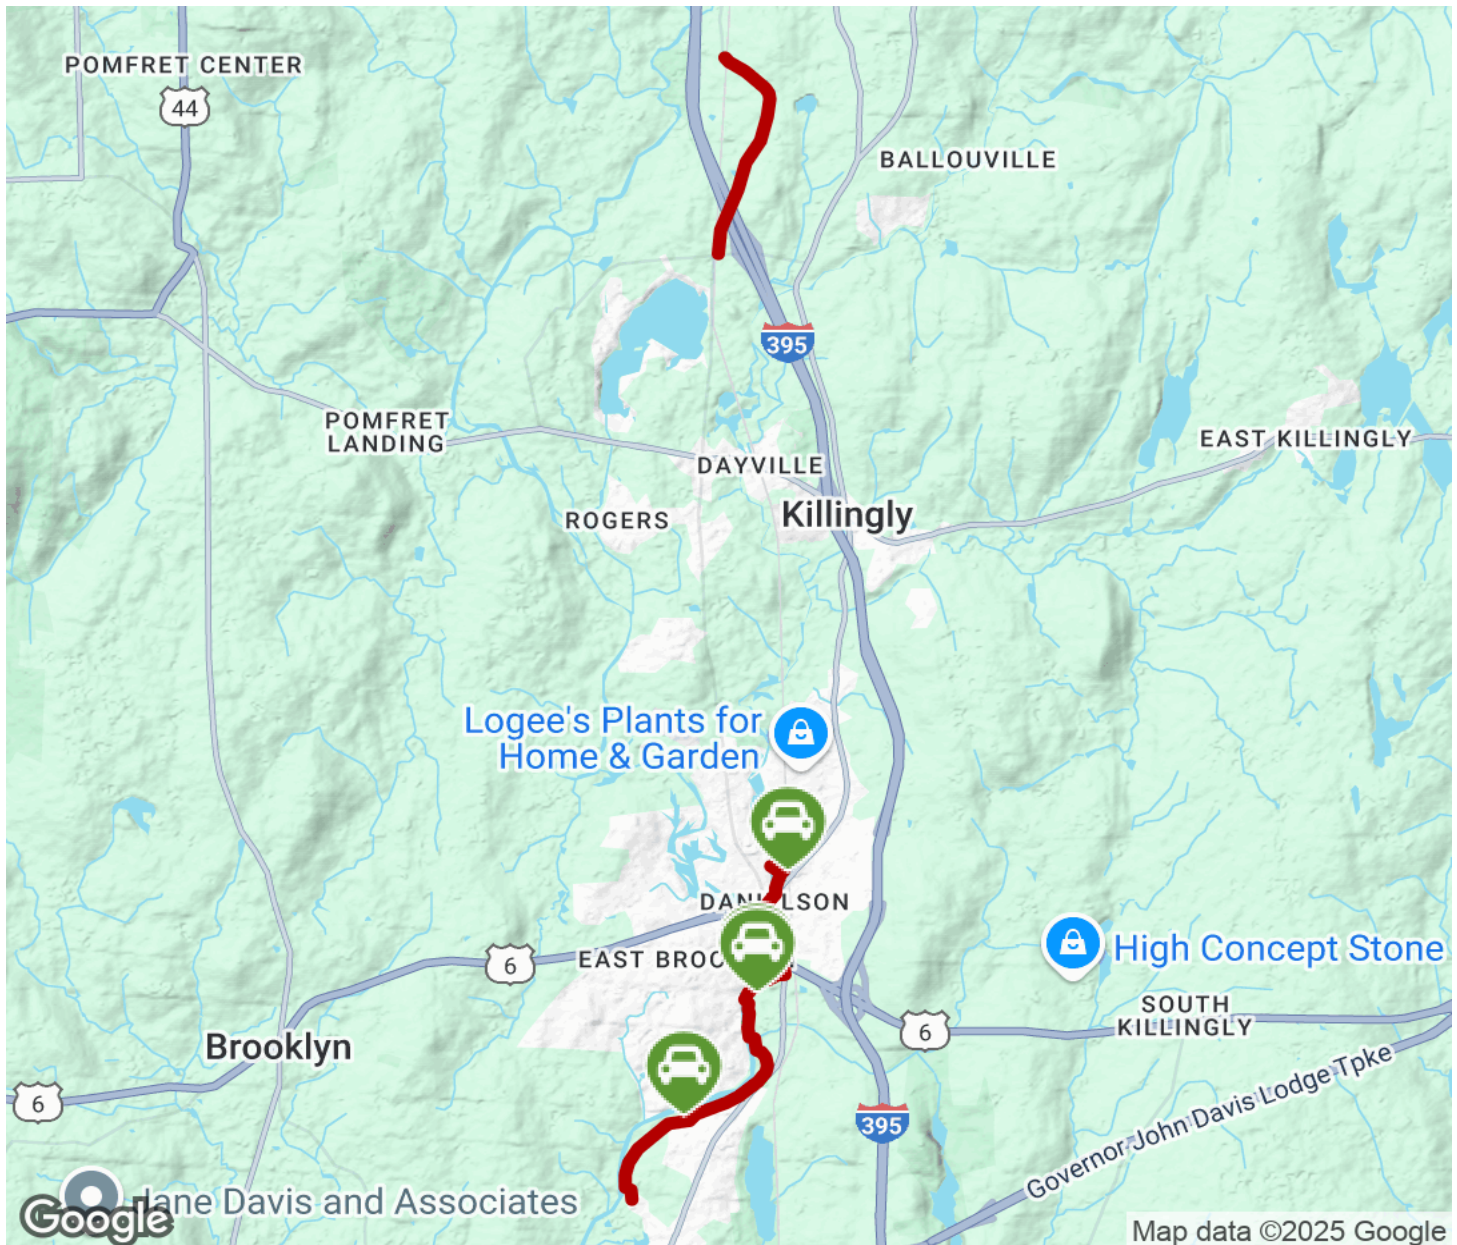 POMFRET CENTER
44
BALLOUVILLE
395
POMFRET
LANDING
EAST KILLINGLY
DAYVILLE
Killingly
ROGERS
Logee's Plants for
Home & Garden
DANIELSON
6
EAST BROO
High Concept Stone
SOUTH
KILLINGLY
6
Brooklyn
6
395
Governor John Davis Lodge Tpke
Jane Davis and Associates
Google
Map data ©2025 Google